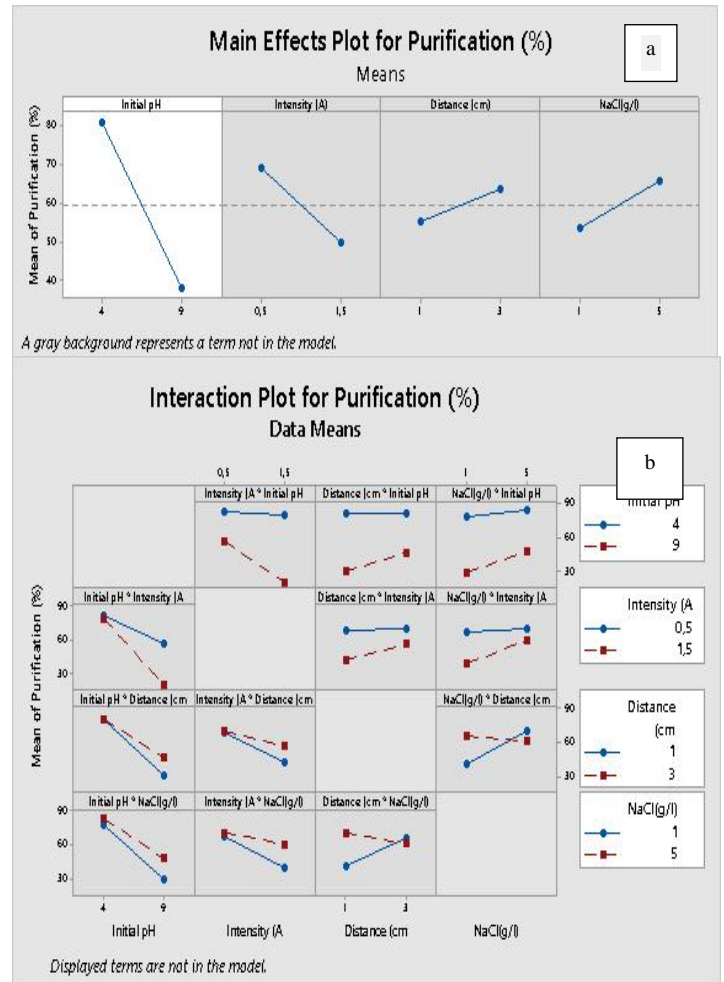 Main Effects Plot for Purification (%)
a
Means
Initial pH Intensity (A) Distance (cm) NaCl(g/l)
Mean of Purification (%)
80
70
60
50
40
4 9 0,5 1,5 1 3 1 5
A gray background represents a term not in the model.
Interaction Plot for Purification (%)
Data Means
b
0,5 1,5 1 5
Intensity (A * Initial pH Distance (cm * Initial pH NaCl(g/l) * Initial pH
90
60
30
Initial pH
4
9
Mean of Purification (%)
Initial pH * Intensity (A Distance (cm * Intensity (A NaCl(g/l) * Intensity (A
90
60
30
Intensity (A
0,5
1,5
Initial pH * Distance (cm Intensity (A * Distance (cm NaCl(g/l) * Distance (cm
90
60
30
Distance
(cm
1
3
Initial pH * NaCl(g/l) Intensity (A * NaCl(g/l) Distance (cm * NaCl(g/l)
90
60
30
NaCl(g/l)
1
5
4 9 1 3
Initial pH Intensity (A Distance (cm NaCl(g/l)
Displayed terms are not in the model.